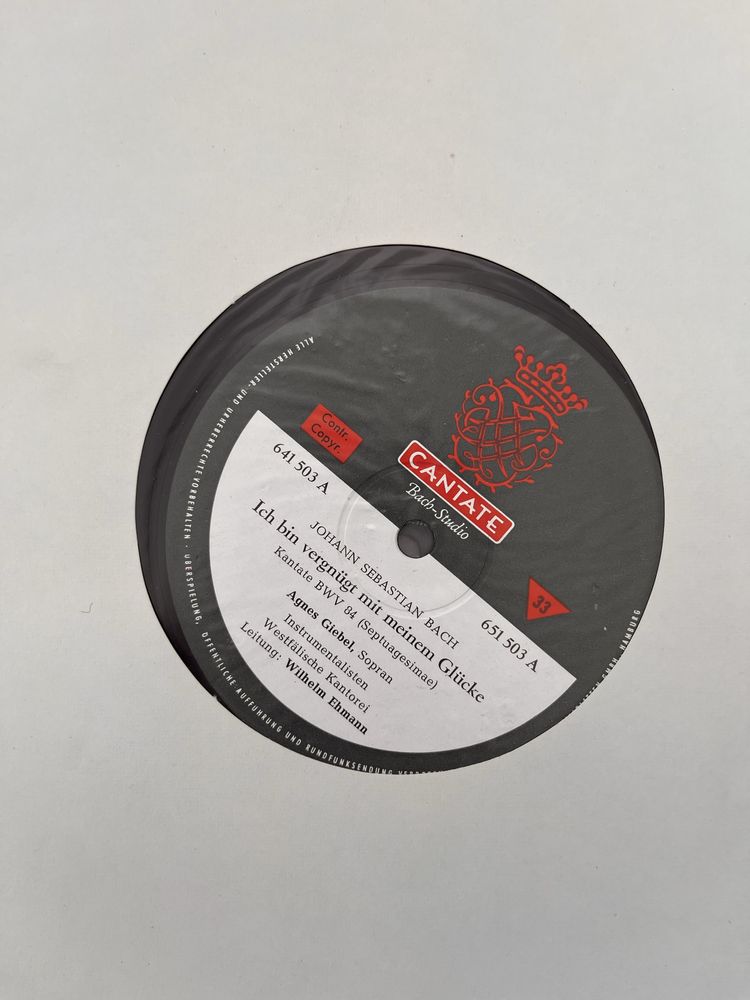 ALLE HERSTELLER- UND URHEBERRECHTE VORBEHALTEN · ÜBERSPIELUNG, ÖFFENTLICHE AUFFÜHRUNG UND RUNDFUNKSENDUNG
HAMBURG
Contr.
Copyr.
CANTATE
Bach-Studio
641 503 A
33
651 503 A
JOHANN SEBASTIAN BACH
Ich bin vergnügt mit meinem Glücke
Kantate BWV 84 (Septuagesimae)
Agnes Giebel, Sopran
Instrumentalisten
Westfälische Kantorei
Leitung: Wilhelm Ehmann